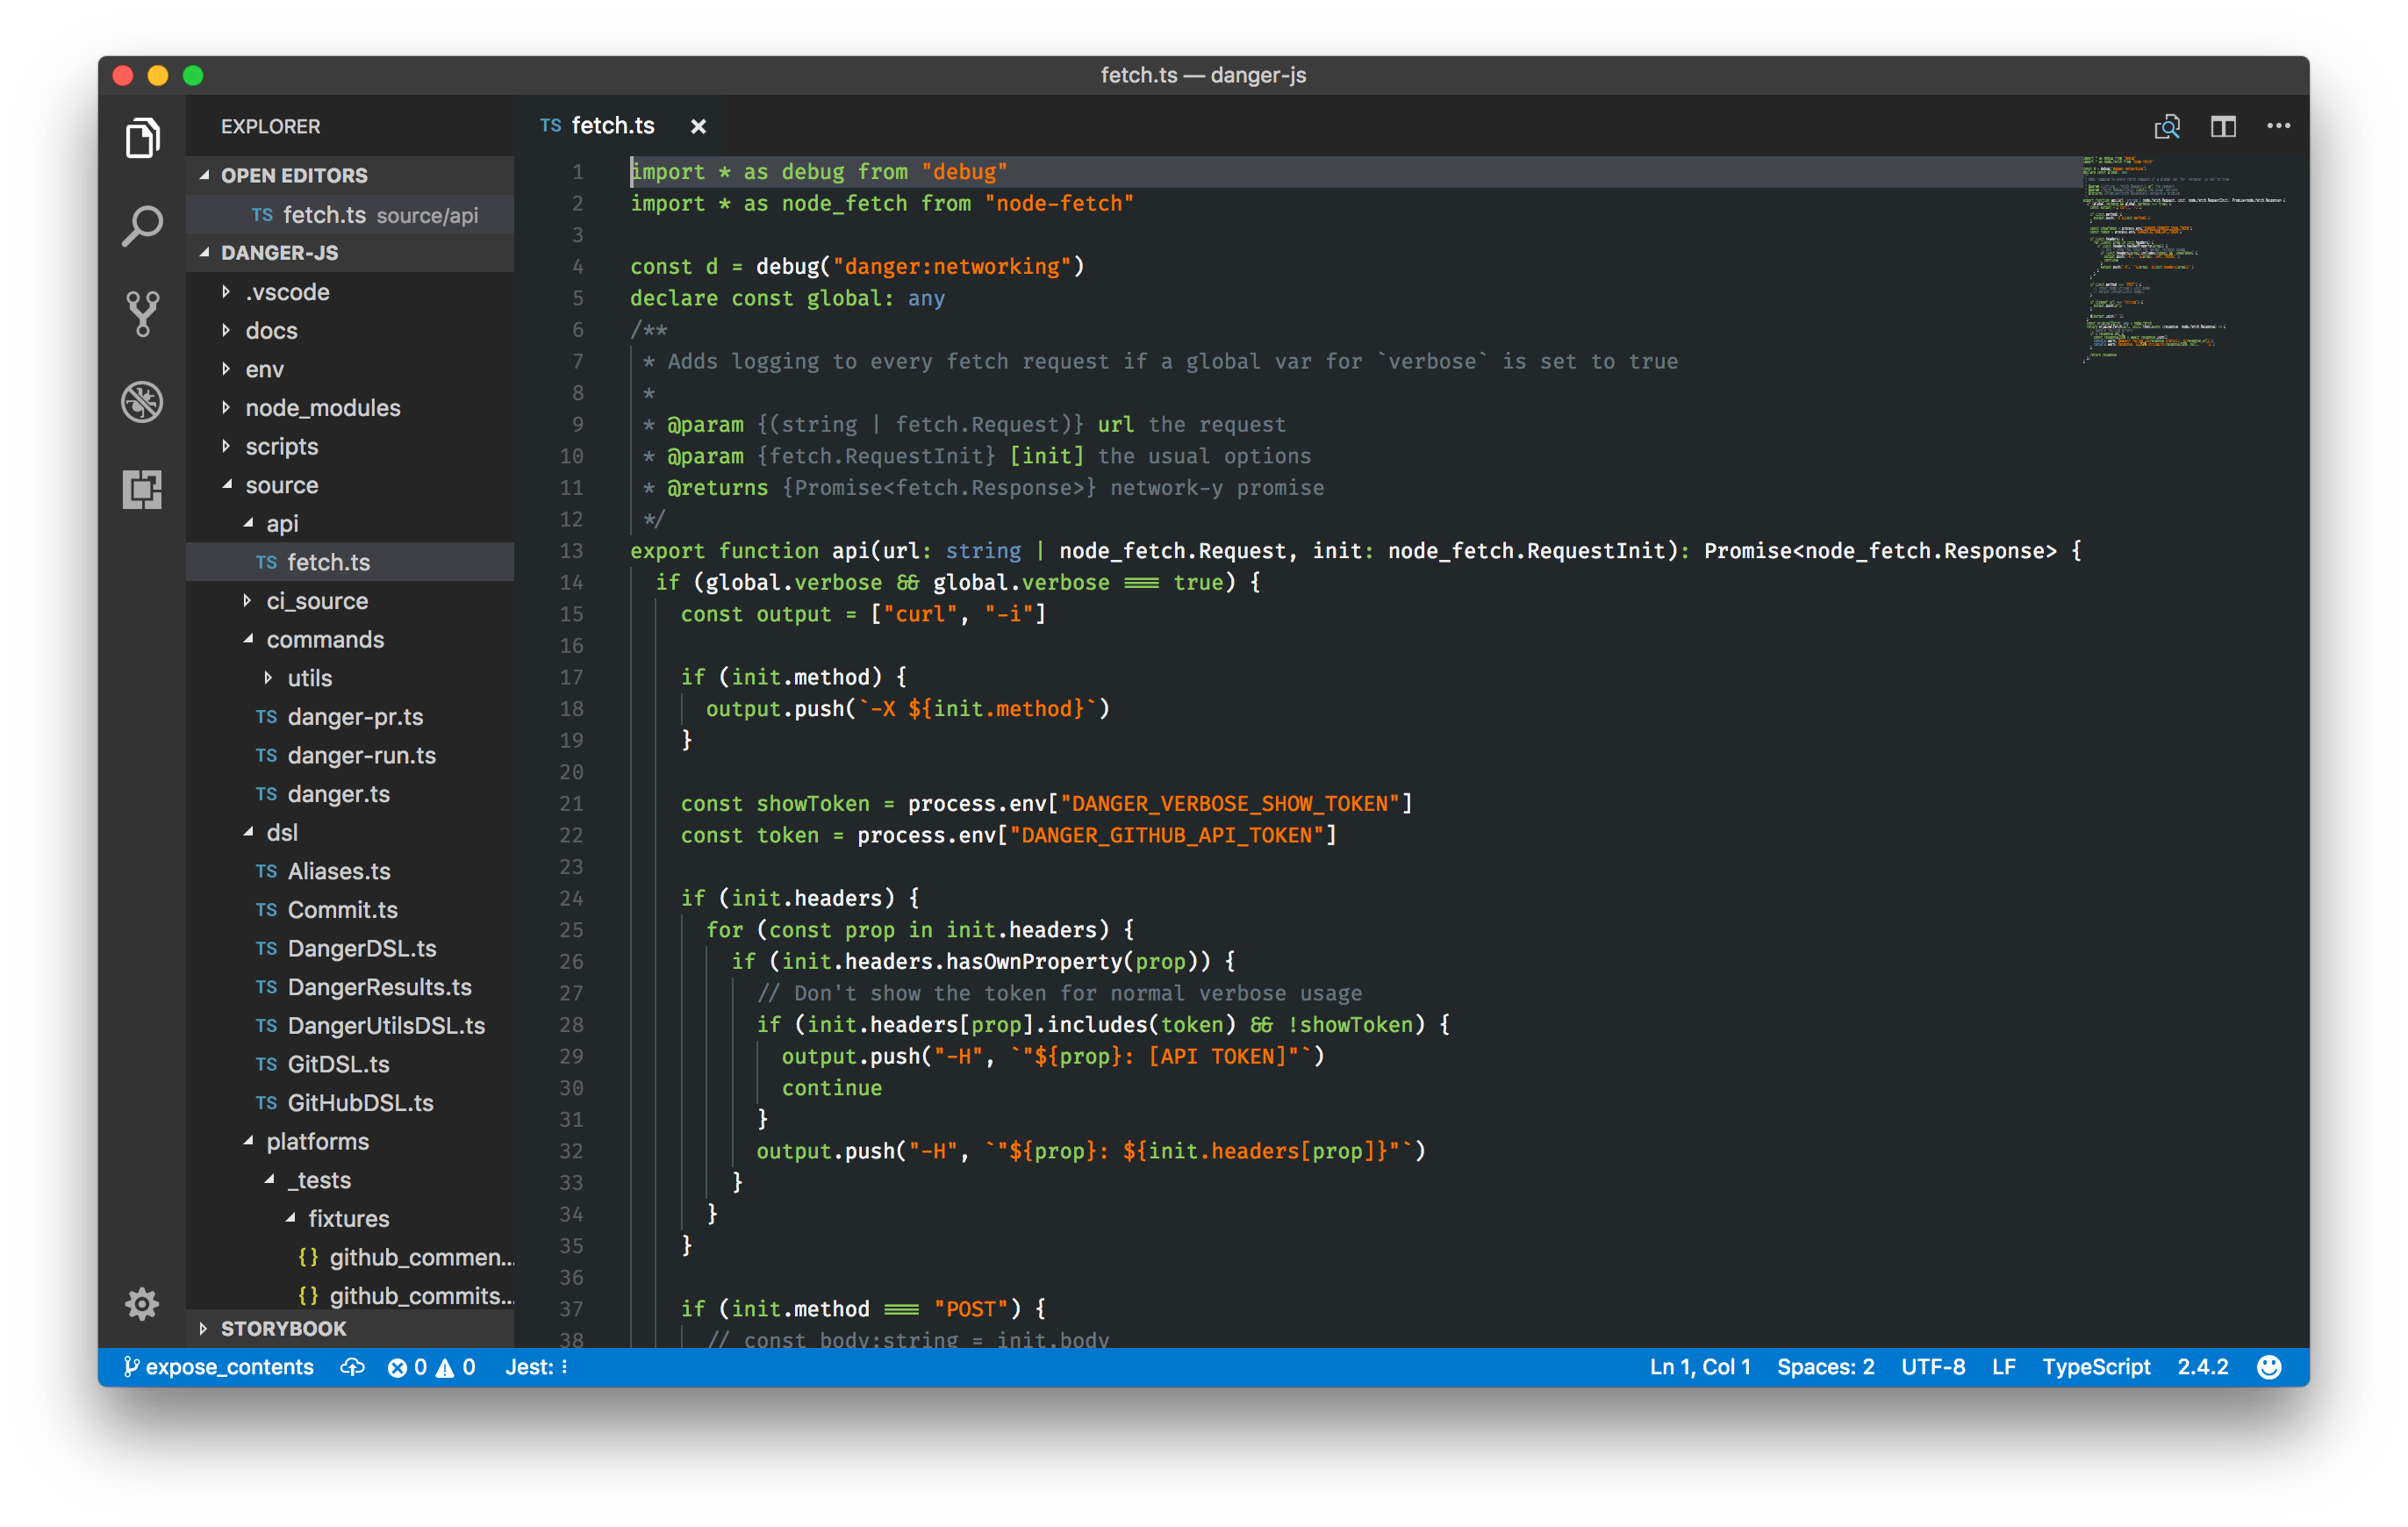 fetch.ts — danger-js
EXPLORER
OPEN EDITORS
TS fetch.ts source/api
DANGER-JS
.vscode
docs
env
node_modules
scripts
source
api
TS fetch.ts
ci_source
commands
utils
TS danger-pr.ts
TS danger-run.ts
TS danger.ts
dsl
TS Aliases.ts
TS Commit.ts
TS DangerDSL.ts
TS DangerResults.ts
TS DangerUtilsDSL.ts
TS GitDSL.ts
TS GitHubDSL.ts
platforms
_tests
fixtures
{} github_commen...
{} github_commits...
STORYBOOK
TS fetch.ts ×
1 import * as debug from "debug"
2 import * as node_fetch from "node-fetch"
3
4 const d = debug("danger:networking")
5 declare const global: any
6 /**
7 * Adds logging to every fetch request if a global var for `verbose` is set to true
8 *
9 * @param {(string | fetch.Request)} url the request
10 * @param {fetch.RequestInit} [init] the usual options
11 * @returns {Promise<fetch.Response>} network-y promise
12 */
13 export function api(url: string | node_fetch.Request, init: node_fetch.RequestInit): Promise<node_fetch.Response> {
14 if (global.verbose && global.verbose === true) {
15 const output = ["curl", "-i"]
16
17 if (init.method) {
18 output.push(`-X ${init.method}`)
19 }
20
21 const showToken = process.env["DANGER_VERBOSE_SHOW_TOKEN"]
22 const token = process.env["DANGER_GITHUB_API_TOKEN"]
23
24 if (init.headers) {
25 for (const prop in init.headers) {
26 if (init.headers.hasOwnProperty(prop)) {
27 // Don't show the token for normal verbose usage
28 if (init.headers[prop].includes(token) && !showToken) {
29 output.push("-H", `"${prop}: [API TOKEN]"`)
30 continue
31 }
32 output.push("-H", `"${prop}: ${init.headers[prop]}"`)
33 }
34 }
35 }
36
37 if (init.method === "POST") {
38 // const body:string = init.body
expose_contents 0 0 Jest: Ln 1, Col 1 Spaces: 2 UTF-8 LF TypeScript 2.4.2